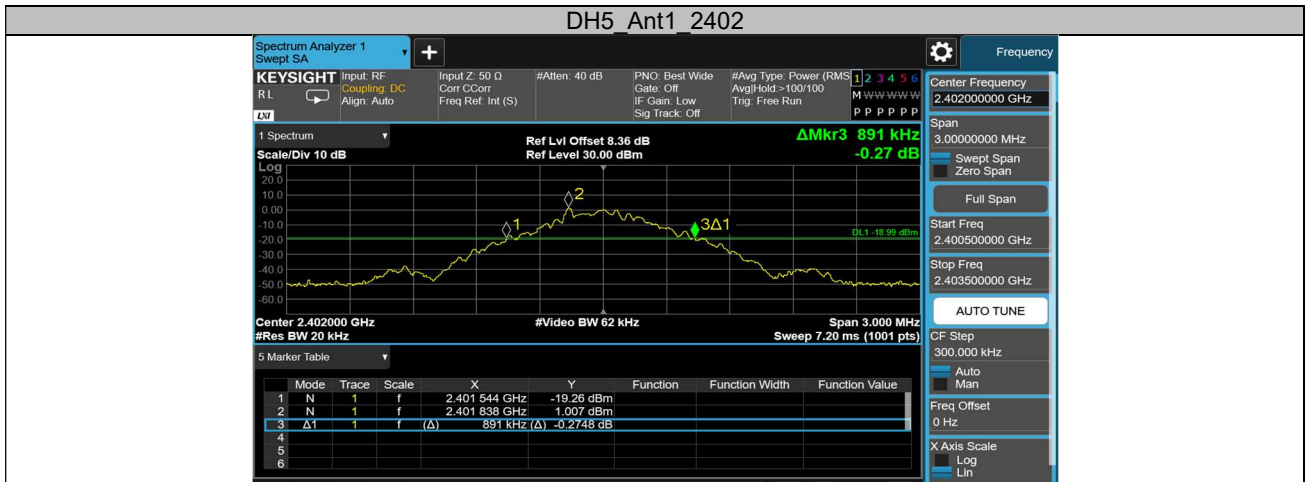 DH5_Ant1_2402
Spectrum Analyzer 1
Swept SA
+
Frequency
KEYSIGHT
RL
LXI
Input: RF
Coupling: DC
Align: Auto
Input Z: 50 Ω
Corr CCorr
Freq Ref: Int (S)
#Atten: 40 dB
PNO: Best Wide
Gate: Off
IF Gain: Low
Sig Track: Off
#Avg Type: Power (RMS
Avg|Hold:>100/100
Trig: Free Run
1 2 3 4 5 6
M W W W W W
P P P P P P
1 Spectrum
Scale/Div 10 dB
Ref Lvl Offset 8.36 dB
Ref Level 30.00 dBm
ΔMkr3 891 kHz
-0.27 dB
Log
20.0
10.0
0.00
-10.0
-20.0
-30.0
-40.0
-50.0
-60.0
1
2
3Δ1
DL1 -18.99 dBm
Center 2.402000 GHz
#Video BW 62 kHz
Span 3.000 MHz
#Res BW 20 kHz
Sweep 7.20 ms (1001 pts)
5 Marker Table
Mode Trace Scale X Y Function Function Width Function Value
1 N 1 f 2.401 544 GHz -19.26 dBm
2 N 1 f 2.401 838 GHz 1.007 dBm
3 Δ1 1 f (Δ) 891 kHz (Δ) -0.2748 dB
4
5
6
Center Frequency
2.402000000 GHz
Span
3.00000000 MHz
Swept Span
Zero Span
Full Span
Start Freq
2.400500000 GHz
Stop Freq
2.403500000 GHz
AUTO TUNE
CF Step
300.000 kHz
Auto
Man
Freq Offset
0 Hz
X Axis Scale
Log
Lin